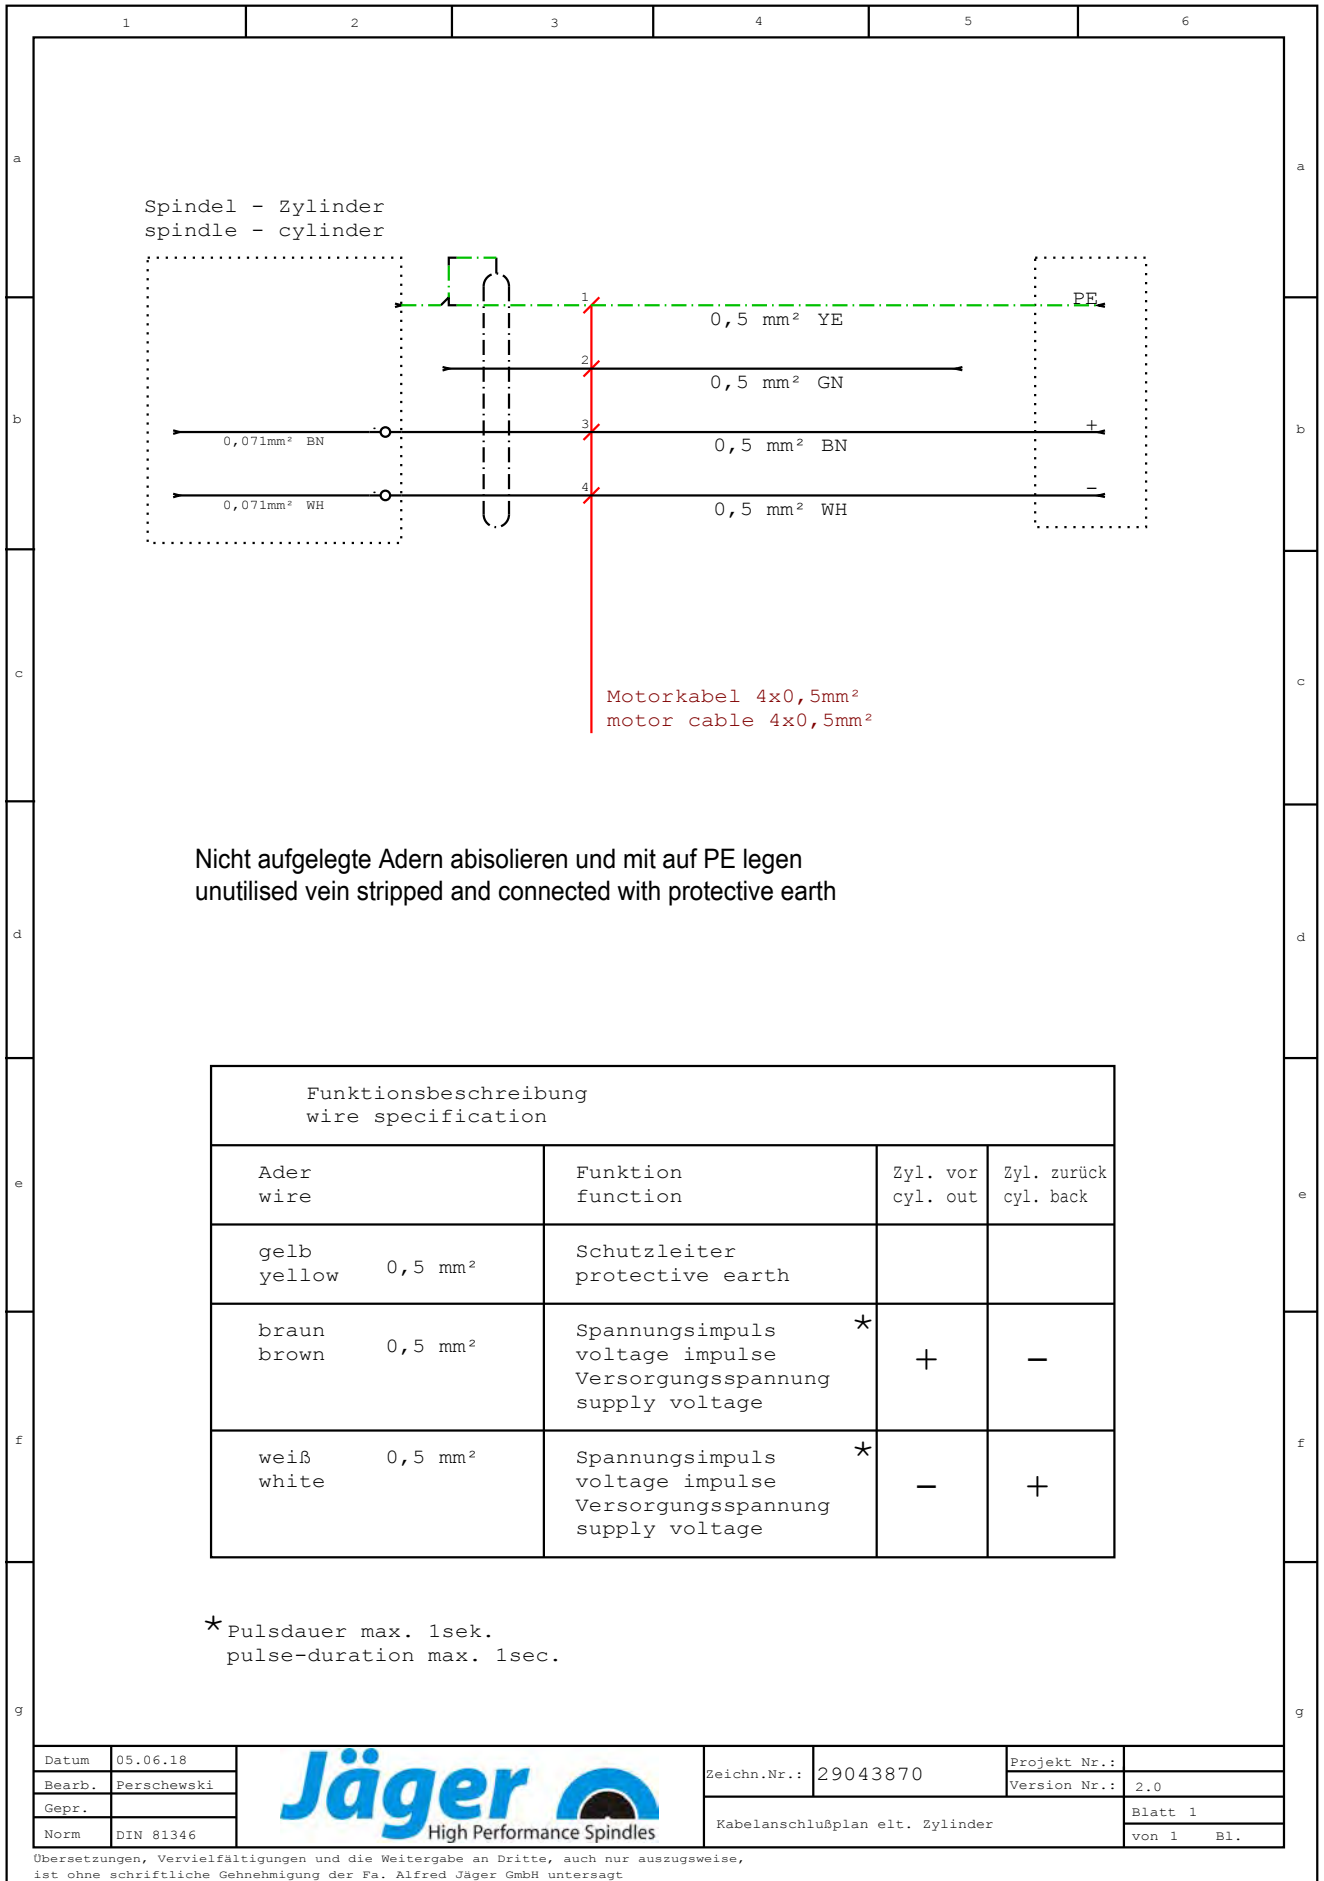 1 2 3 4 5 6
a a
Spindel - Zylinder
spindle - cylinder
1 PE
0,5 mm² YE
2
0,5 mm² GN
b b
3 +
0,071mm² BN 0,5 mm² BN
4 -
0,071mm² WH 0,5 mm² WH
c c
Motorkabel 4x0,5mm²
motor cable 4x0,5mm²
Nicht aufgelegte Adern abisolieren und mit auf PE legen
unutilised vein stripped and connected with protective earth
d d
Funktionsbeschreibung
wire specification
e e
Ader Funktion Zyl. vor Zyl. zurück
wire function cyl. out cyl. back
gelb 0,5 mm² Schutzleiter
yellow protective earth
braun 0,5 mm² Spannungsimpuls *
brown voltage impulse + -
Versorgungsspannung
supply voltage
f f
weiß 0,5 mm² Spannungsimpuls *
white voltage impulse - +
Versorgungsspannung
supply voltage
* Pulsdauer max. 1sek.
pulse-duration max. 1sec.
g g
Datum 05.06.18
Bearb. Perschewski
Gepr.
Norm DIN 81346
Jäger
High Performance Spindles
Zeichn.Nr.: 29043870
Projekt Nr.:
Version Nr.: 2.0
Kabelanschlußplan elt. Zylinder
Blatt 1
von 1 Bl.
Übersetzungen, Vervielfältigungen und die Weitergabe an Dritte, auch nur auszugsweise,
ist ohne schriftliche Gehnehmigung der Fa. Alfred Jäger GmbH untersagt